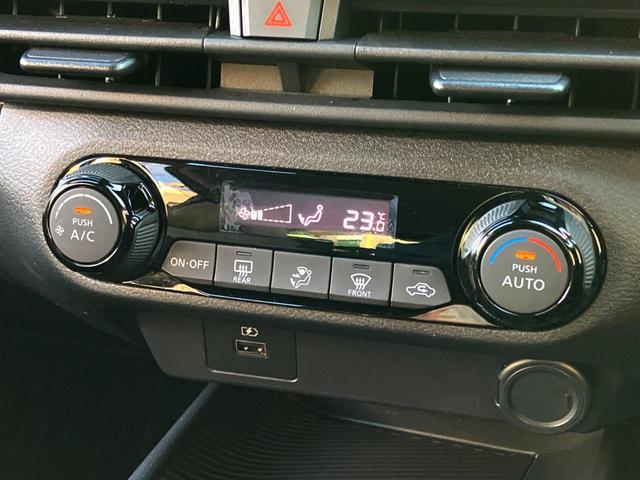 23.0 °C
PUSH
A/C
ON·OFF
REAR
FRONT
PUSH
AUTO